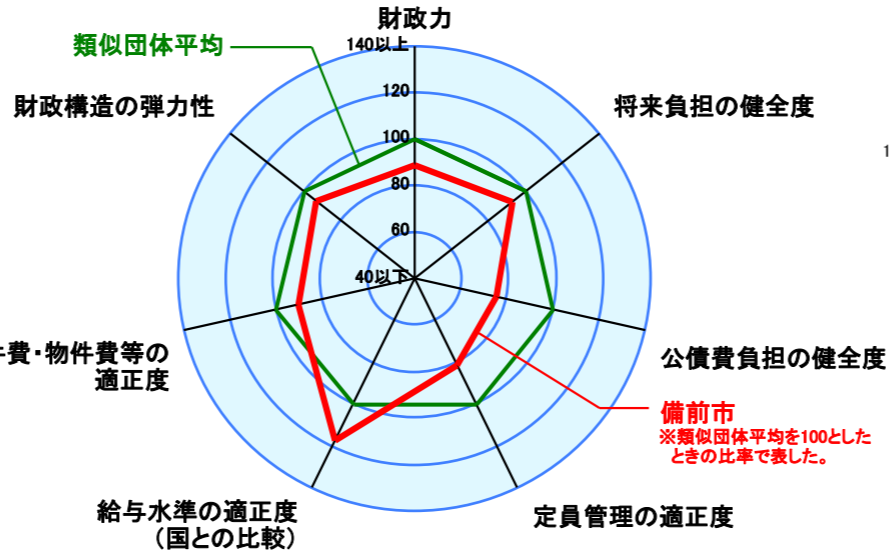 財政力
140以上
類似団体平均
120
財政構造の弾力性
将来負担の健全度
100
1
80
60
40以下
件費・物件費等の
適正度
公債費負担の健全度
備前市
※類似団体平均を100とした
ときの比率で表した。
給与水準の適正度
(国との比較)
定員管理の適正度